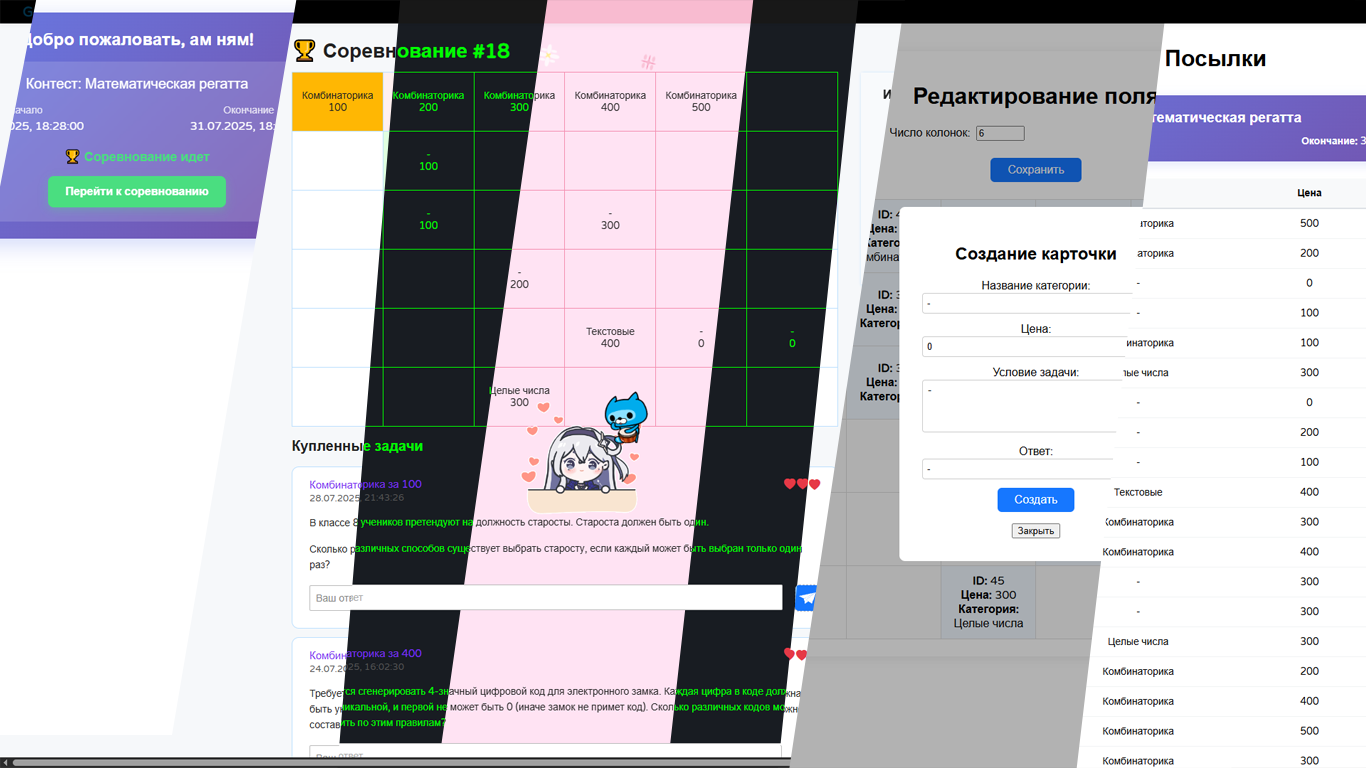 добро пожаловать, ам ням!
Контест: Математическая регатта
ачало
Окончание
025, 18:28:00
31.07.2025, 18:
🏆 Соревнование идет
Перейти к соревнованию
🏆 Соревнование #18
Комбинаторика
100
Комбинаторика
200
Комбинаторика
300
Комбинаторика
400
Комбинаторика
500
-
100
-
100
-
300
-
200
Текстовые
400
-
0
-
0
Целые числа
300
Купленные задачи
Комбинаторика за 100
28.07.2025, 21:43:26
В классе 8 учеников претендуют на должность старосты. Староста должен быть один.
Сколько различных способов существует выбрать старосту, если каждый может быть выбран только один
раз?
Ваш ответ
Комбинаторика за 400
24.07.2025, 16:02:30
Требуется сгенерировать 4-значный цифровой код для электронного замка. Каждая цифра в коде должна
быть уникальной, и первой не может быть 0 (иначе замок не примет код). Сколько различных кодов можн
составить по этим правилам?
Ваш ответ
Редактирование поля
Число колонок: 6
Сохранить
ID: 4
Цена:
Катего
мбина
ID: 3
Цена:
Категор
ID: 3
Цена:
Категор
ID: 45
Цена: 300
Категория:
Целые числа
Создание карточки
Название категории:
-
Цена:
0
Условие задачи:
-
Ответ:
-
Создать
Закрыть
Посылки
тематическая регатта
Окончание: 3
Цена
аторика 500
аторика 200
- 0
- 100
инаторика 100
лые числа 300
- 0
- 200
- 100
Текстовые 400
Комбинаторика 300
Комбинаторика 400
- 300
- 300
Целые числа 300
Комбинаторика 200
Комбинаторика 400
Комбинаторика 500
Комбинаторика 300